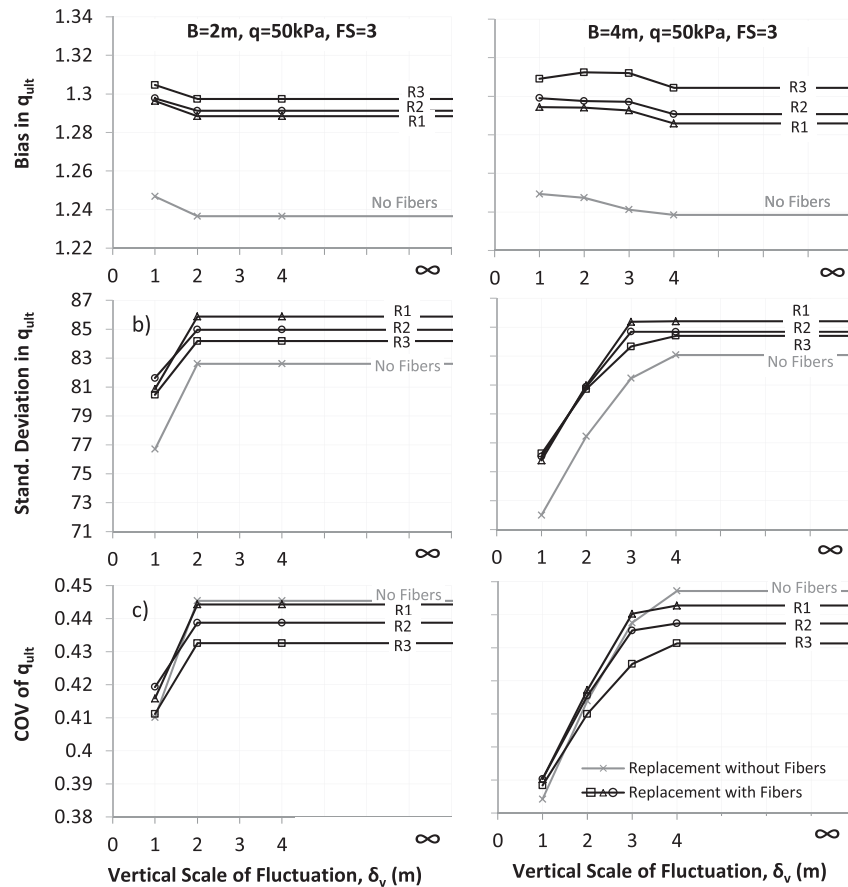 B=2m, q=50kPa, FS=3
Bias in qult
1.34
1.32
1.3
1.28
1.26
1.24
1.22
R3
R2
R1
No Fibers
0 1 2 3 4 ∞
B=4m, q=50kPa, FS=3
R3
R2
R1
No Fibers
0 1 2 3 4 ∞
b)
Stand. Deviation in qult
87
85
83
81
79
77
75
71
R1
R2
R3
No Fibers
0 1 2 3 4 ∞
R1
R2
R3
No Fibers
0 1 2 3 4 ∞
c)
COV of qult
0.45
0.44
0.43
0.42
0.41
0.4
0.39
0.38
No Fibers
R1
R2
R3
0 1 2 3 4 ∞
Vertical Scale of Fluctuation, δv (m)
No Fibers
R1
R2
R3
Replacement without Fibers
Replacement with Fibers
0 1 2 3 4 ∞
Vertical Scale of Fluctuation, δv (m)